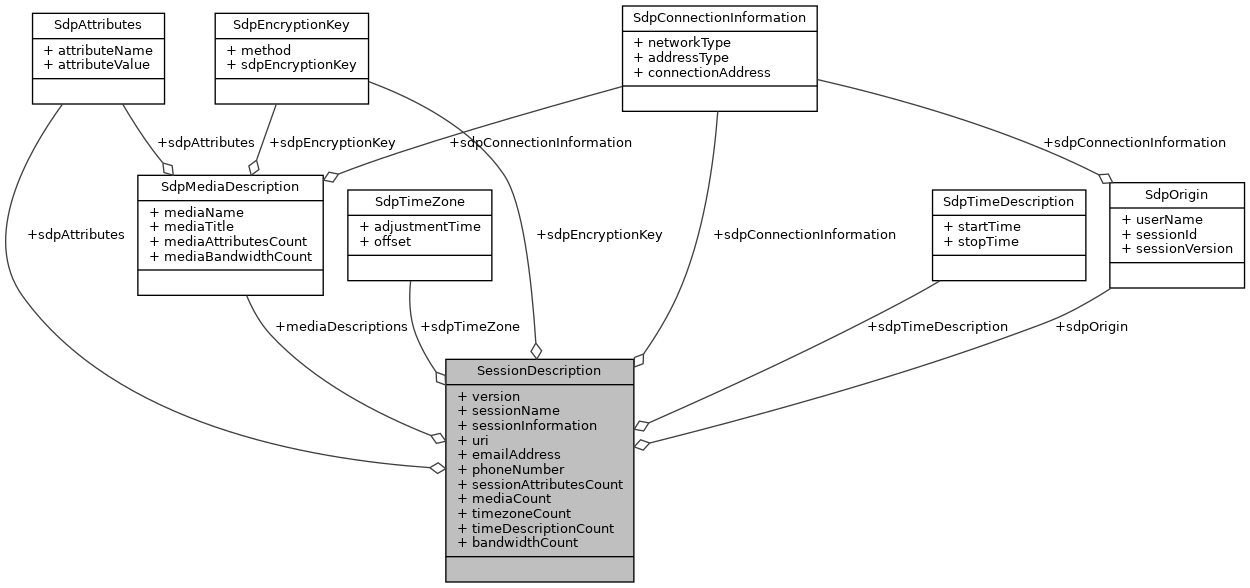 SdpAttributes
+ attributeName
+ attributeValue
SdpEncryptionKey
+ method
+ sdpEncryptionKey
SdpConnectionInformation
+ networkType
+ addressType
+ connectionAddress
+sdpAttributes
+sdpEncryptionKey
+sdpConnectionInformation
+sdpConnectionInformation
SdpMediaDescription
+ mediaName
+ mediaTitle
+ mediaAttributesCount
+ mediaBandwidthCount
SdpTimeZone
+ adjustmentTime
+ offset
SdpTimeDescription
+ startTime
+ stopTime
SdpOrigin
+ userName
+ sessionId
+ sessionVersion
+sdpAttributes
+sdpEncryptionKey
+sdpConnectionInformation
+mediaDescriptions
+sdpTimeZone
+sdpTimeDescription
+sdpOrigin
SessionDescription
+ version
+ sessionName
+ sessionInformation
+ uri
+ emailAddress
+ phoneNumber
+ sessionAttributesCount
+ mediaCount
+ timezoneCount
+ timeDescriptionCount
+ bandwidthCount